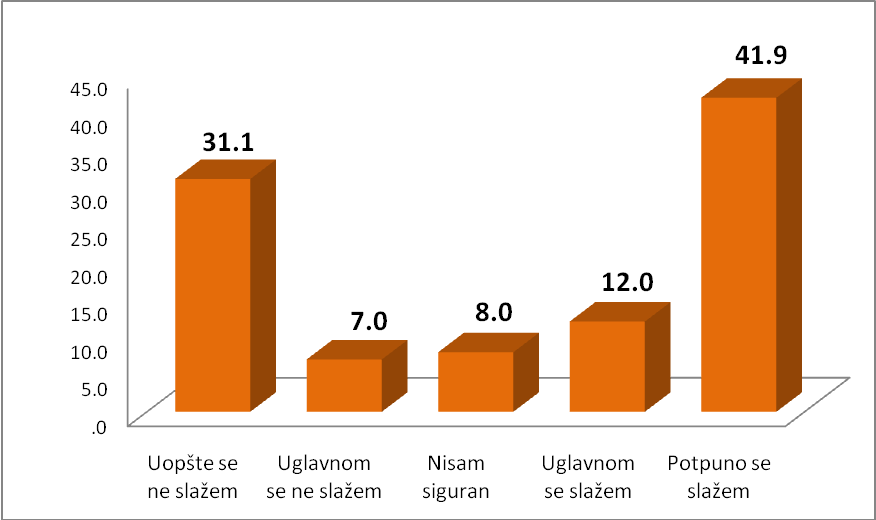 41.9
45.0
40.0
35.0
31.1
30.0
25.0
20.0
15.0
12.0
10.0
8.0
7.0
5.0
.0
Uopšte se
ne slažem
Uglavnom
se ne slažem
Nisam
siguran
Uglavnom
se slažem
Potpuno se
slažem